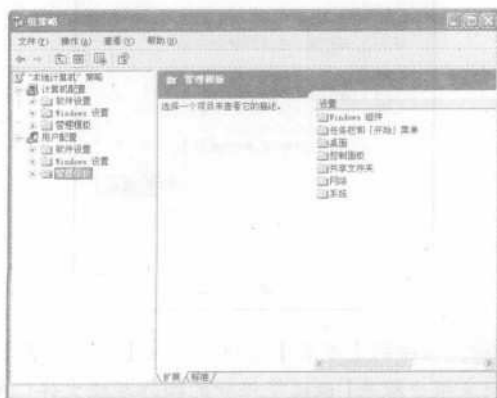 组策略
文件(F) 操作(A) 查看(V) 帮助(H)
“本地计算机”策略
计算机配置
软件设置
Windows 设置
管理模板
用户配置
软件设置
Windows 设置
管理模板
管理模板
选择一个项目来查看它的描述。
设置
Windows 组件
任务栏和「开始」菜单
桌面
控制面板
共享文件夹
网络
系统
扩展 标准